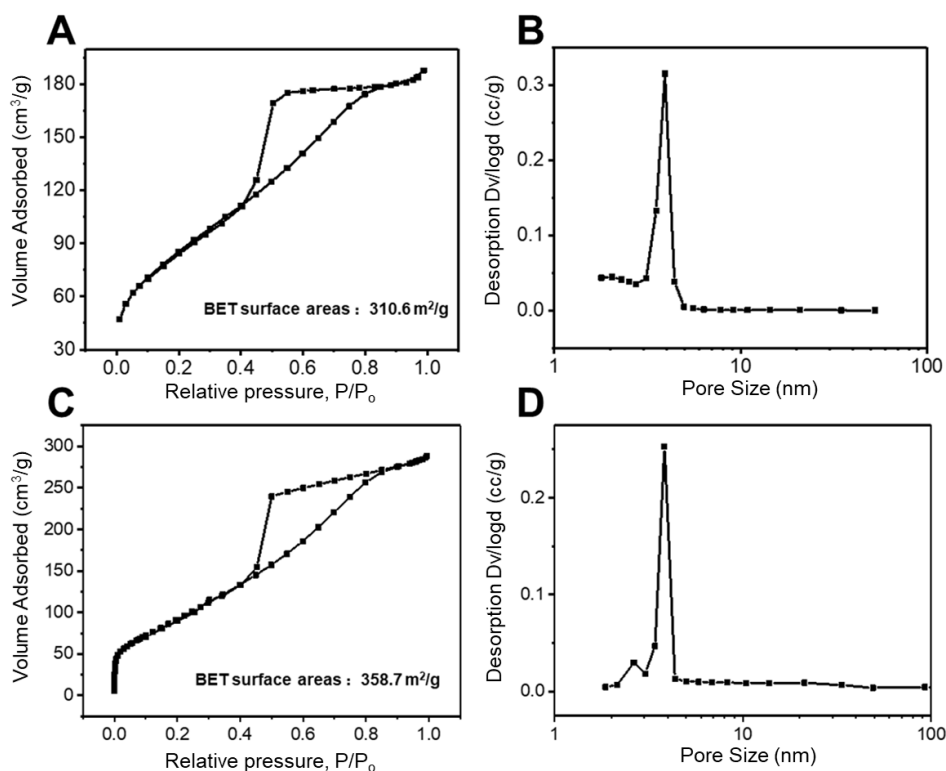 A
Volume Adsorbed (cm³/g)
180
150
120
90
60
30
0.0 0.2 0.4 0.6 0.8 1.0
BET surface areas：310.6 m²/g
Relative pressure, P/Pₒ
B
Desorption Dv/logd (cc/g)
0.3
0.2
0.1
0.0
1 10 100
Pore Size (nm)
C
Volume Adsorbed (cm³/g)
300
250
200
150
100
50
0
0.0 0.2 0.4 0.6 0.8 1.0
BET surface areas：358.7 m²/g
Relative pressure, P/Pₒ
D
Desorption Dv/logd (cc/g)
0.2
0.1
0.0
1 10 100
Pore Size (nm)